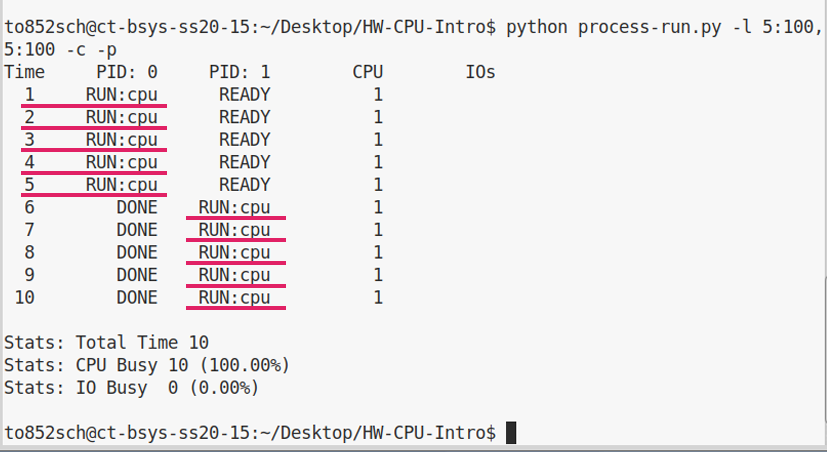 to852sch@ct-bsys-ss20-15:~/Desktop/HW-CPU-Intro$ python process-run.py -l 5:100,
5:100 -c -p
Time PID: 0 PID: 1 CPU IOs
1 RUN:cpu READY 1
2 RUN:cpu READY 1
3 RUN:cpu READY 1
4 RUN:cpu READY 1
5 RUN:cpu READY 1
6 DONE RUN:cpu 1
7 DONE RUN:cpu 1
8 DONE RUN:cpu 1
9 DONE RUN:cpu 1
10 DONE RUN:cpu 1
Stats: Total Time 10
Stats: CPU Busy 10 (100.00%)
Stats: IO Busy 0 (0.00%)
to852sch@ct-bsys-ss20-15:~/Desktop/HW-CPU-Intro$